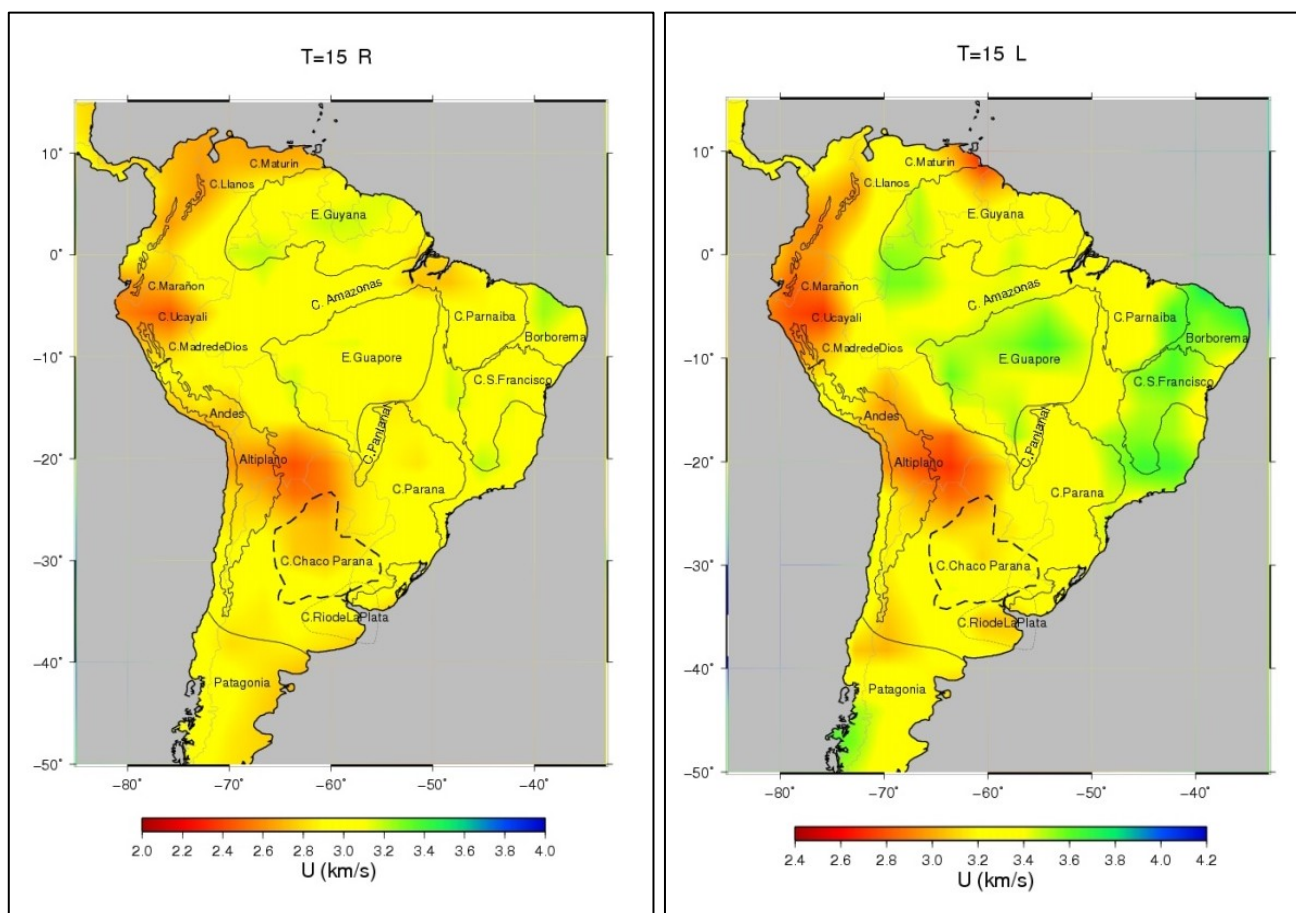 T=15 R
10°
0°
−10°
−20°
−30°
−40°
−50°
C.Maturin
C.Llanos
E.Guyana
C.Marañon
C. Amazonas
C.Ucayali
C.Parnaiba
Borborema
C.MadredeDios
E.Guapore
C.S.Francisco
Andes
C.Pantanal
Altiplano
C.Parana
C.Chaco Parana
C.RiodeLaPlata
Patagonia
−80° −70° −60° −50° −40°
2.0 2.2 2.4 2.6 2.8 3.0 3.2 3.4 3.6 3.8 4.0
U (km/s)
T=15 L
10°
0°
−10°
−20°
−30°
−40°
−50°
C.Maturin
C.Llanos
E.Guyana
C.Marañon
C. Amazonas
C.Ucayali
C.Parnaiba
Borborema
C.MadredeDios
E.Guapore
C.S.Francisco
Andes
C.Pantanal
Altiplano
C.Parana
C.Chaco Parana
C.RiodeLaPlata
Patagonia
−80° −70° −60° −50° −40°
2.4 2.6 2.8 3.0 3.2 3.4 3.6 3.8 4.0 4.2
U (km/s)